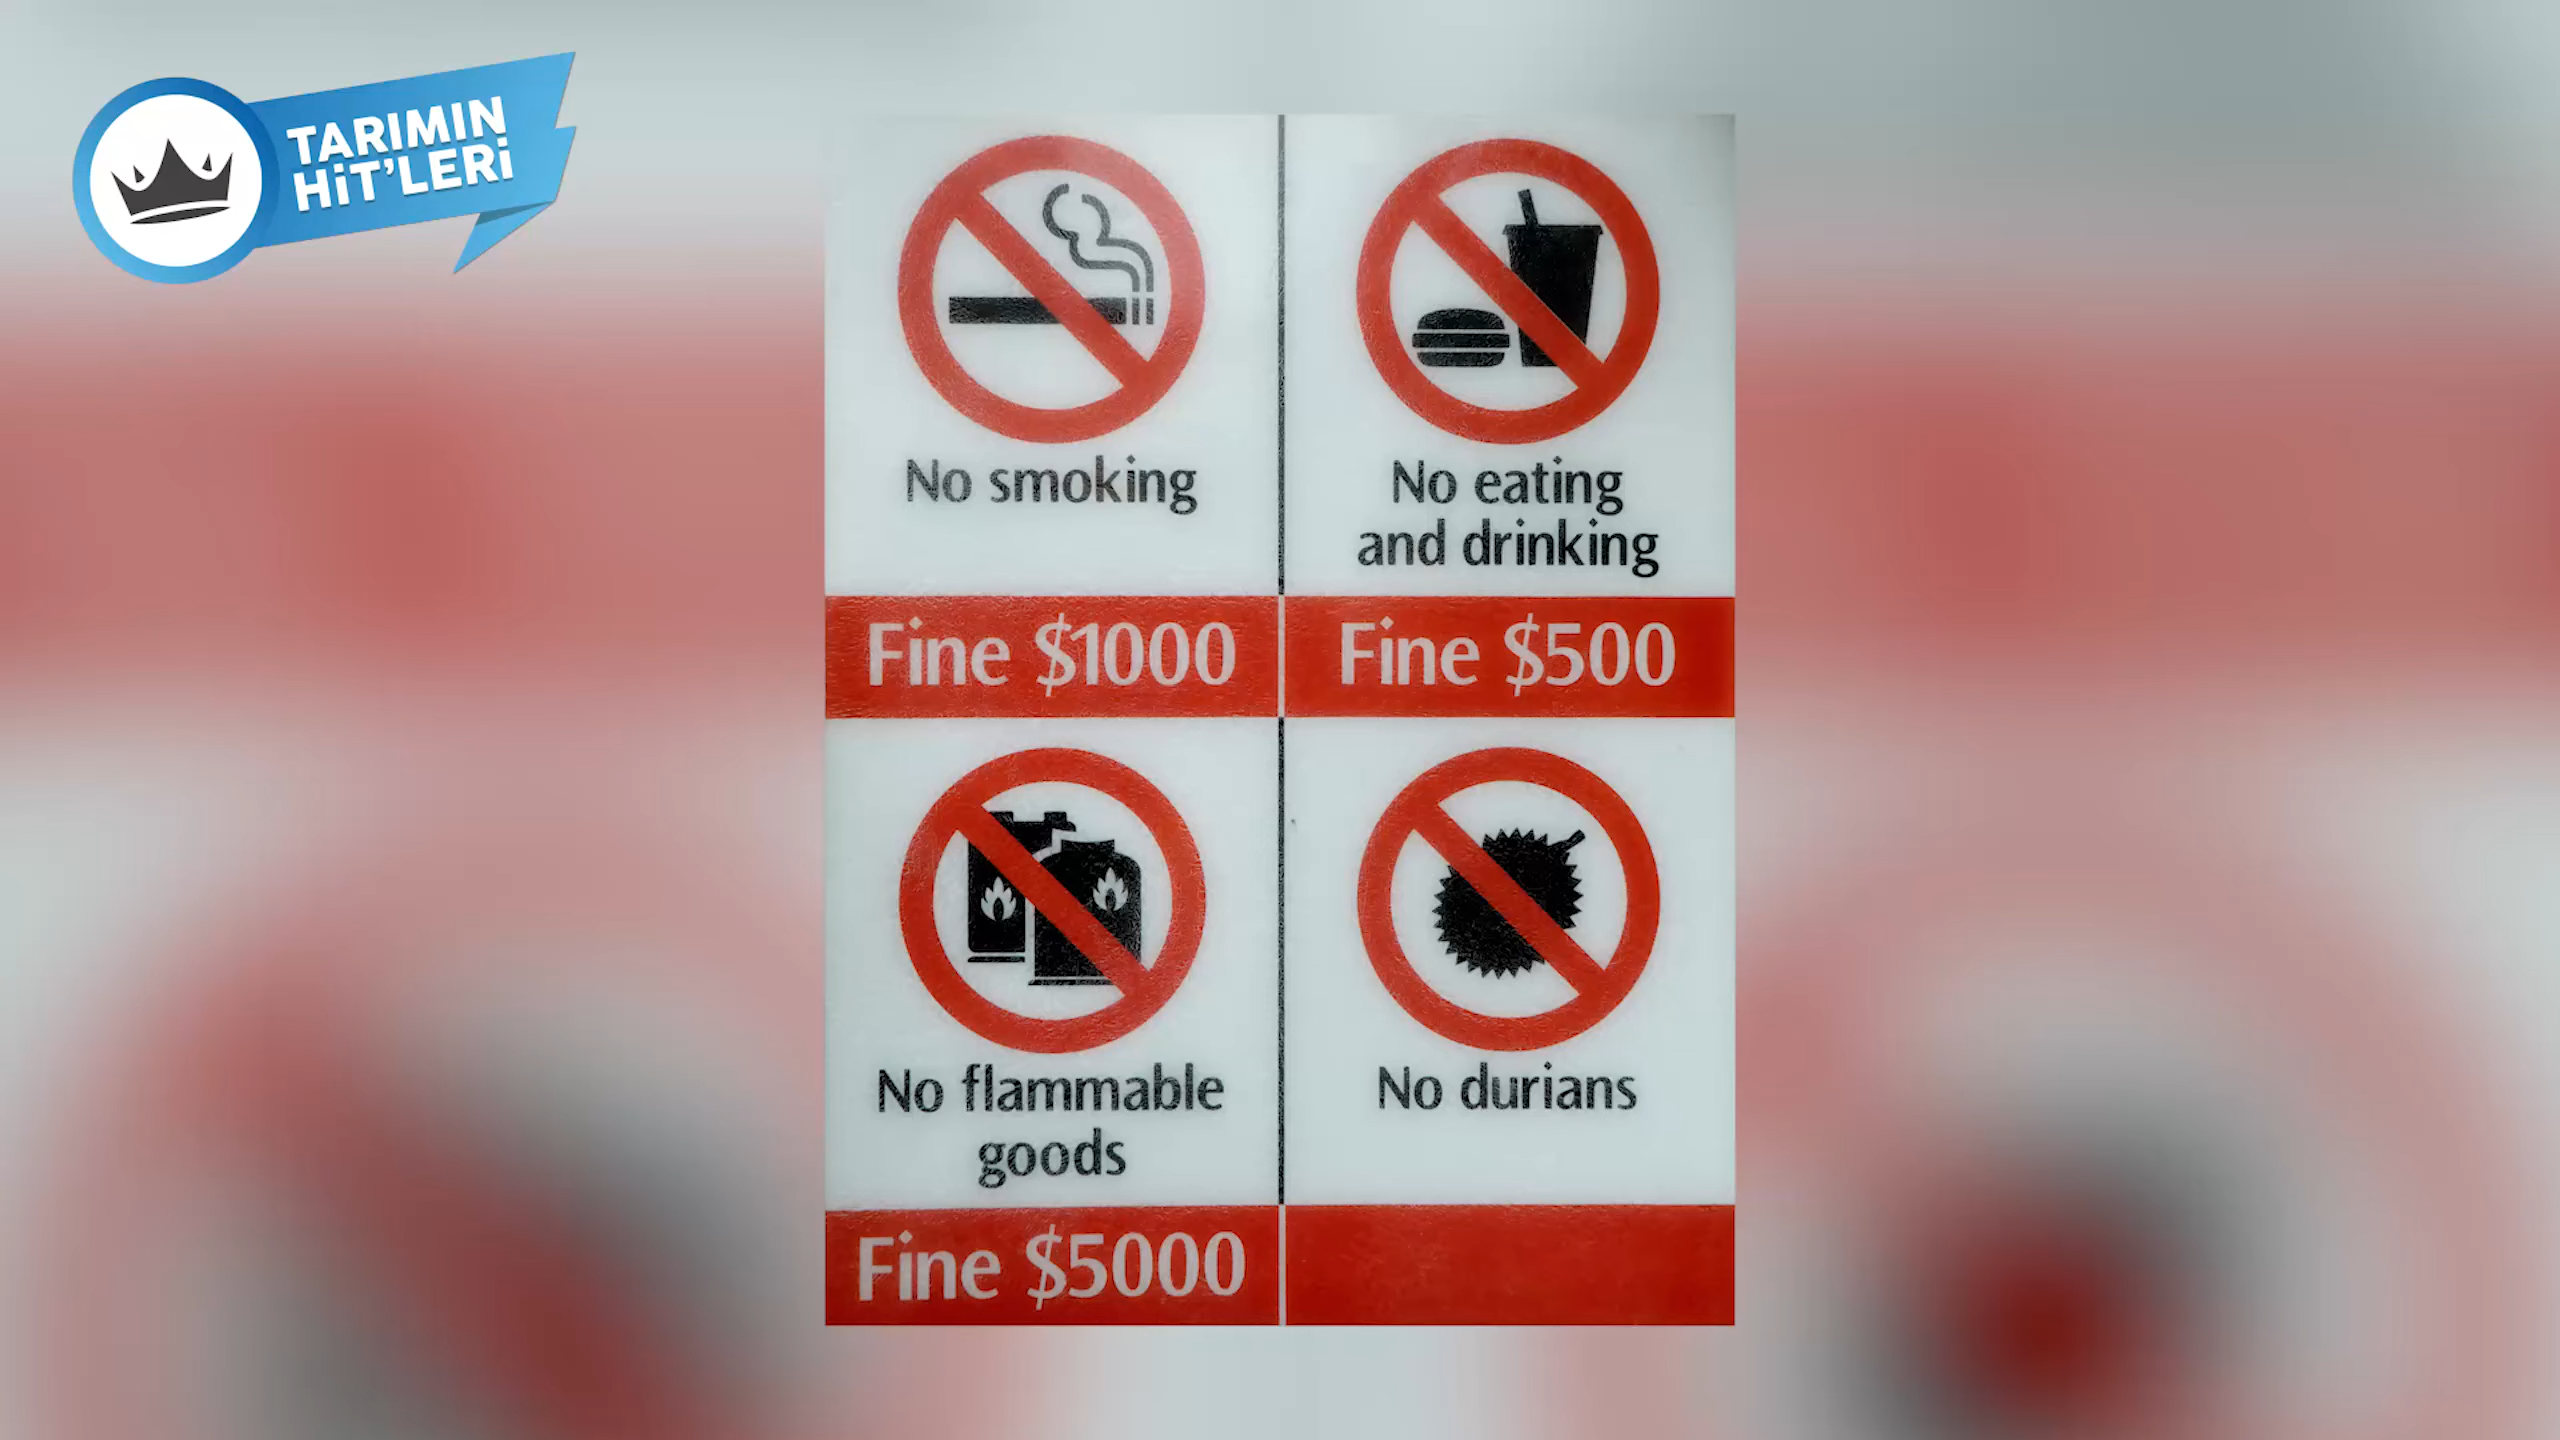 TARIMIN
HİT'LERİ
No smoking
No eating
and drinking
Fine $1000
Fine $500
No flammable
goods
No durians
Fine $5000